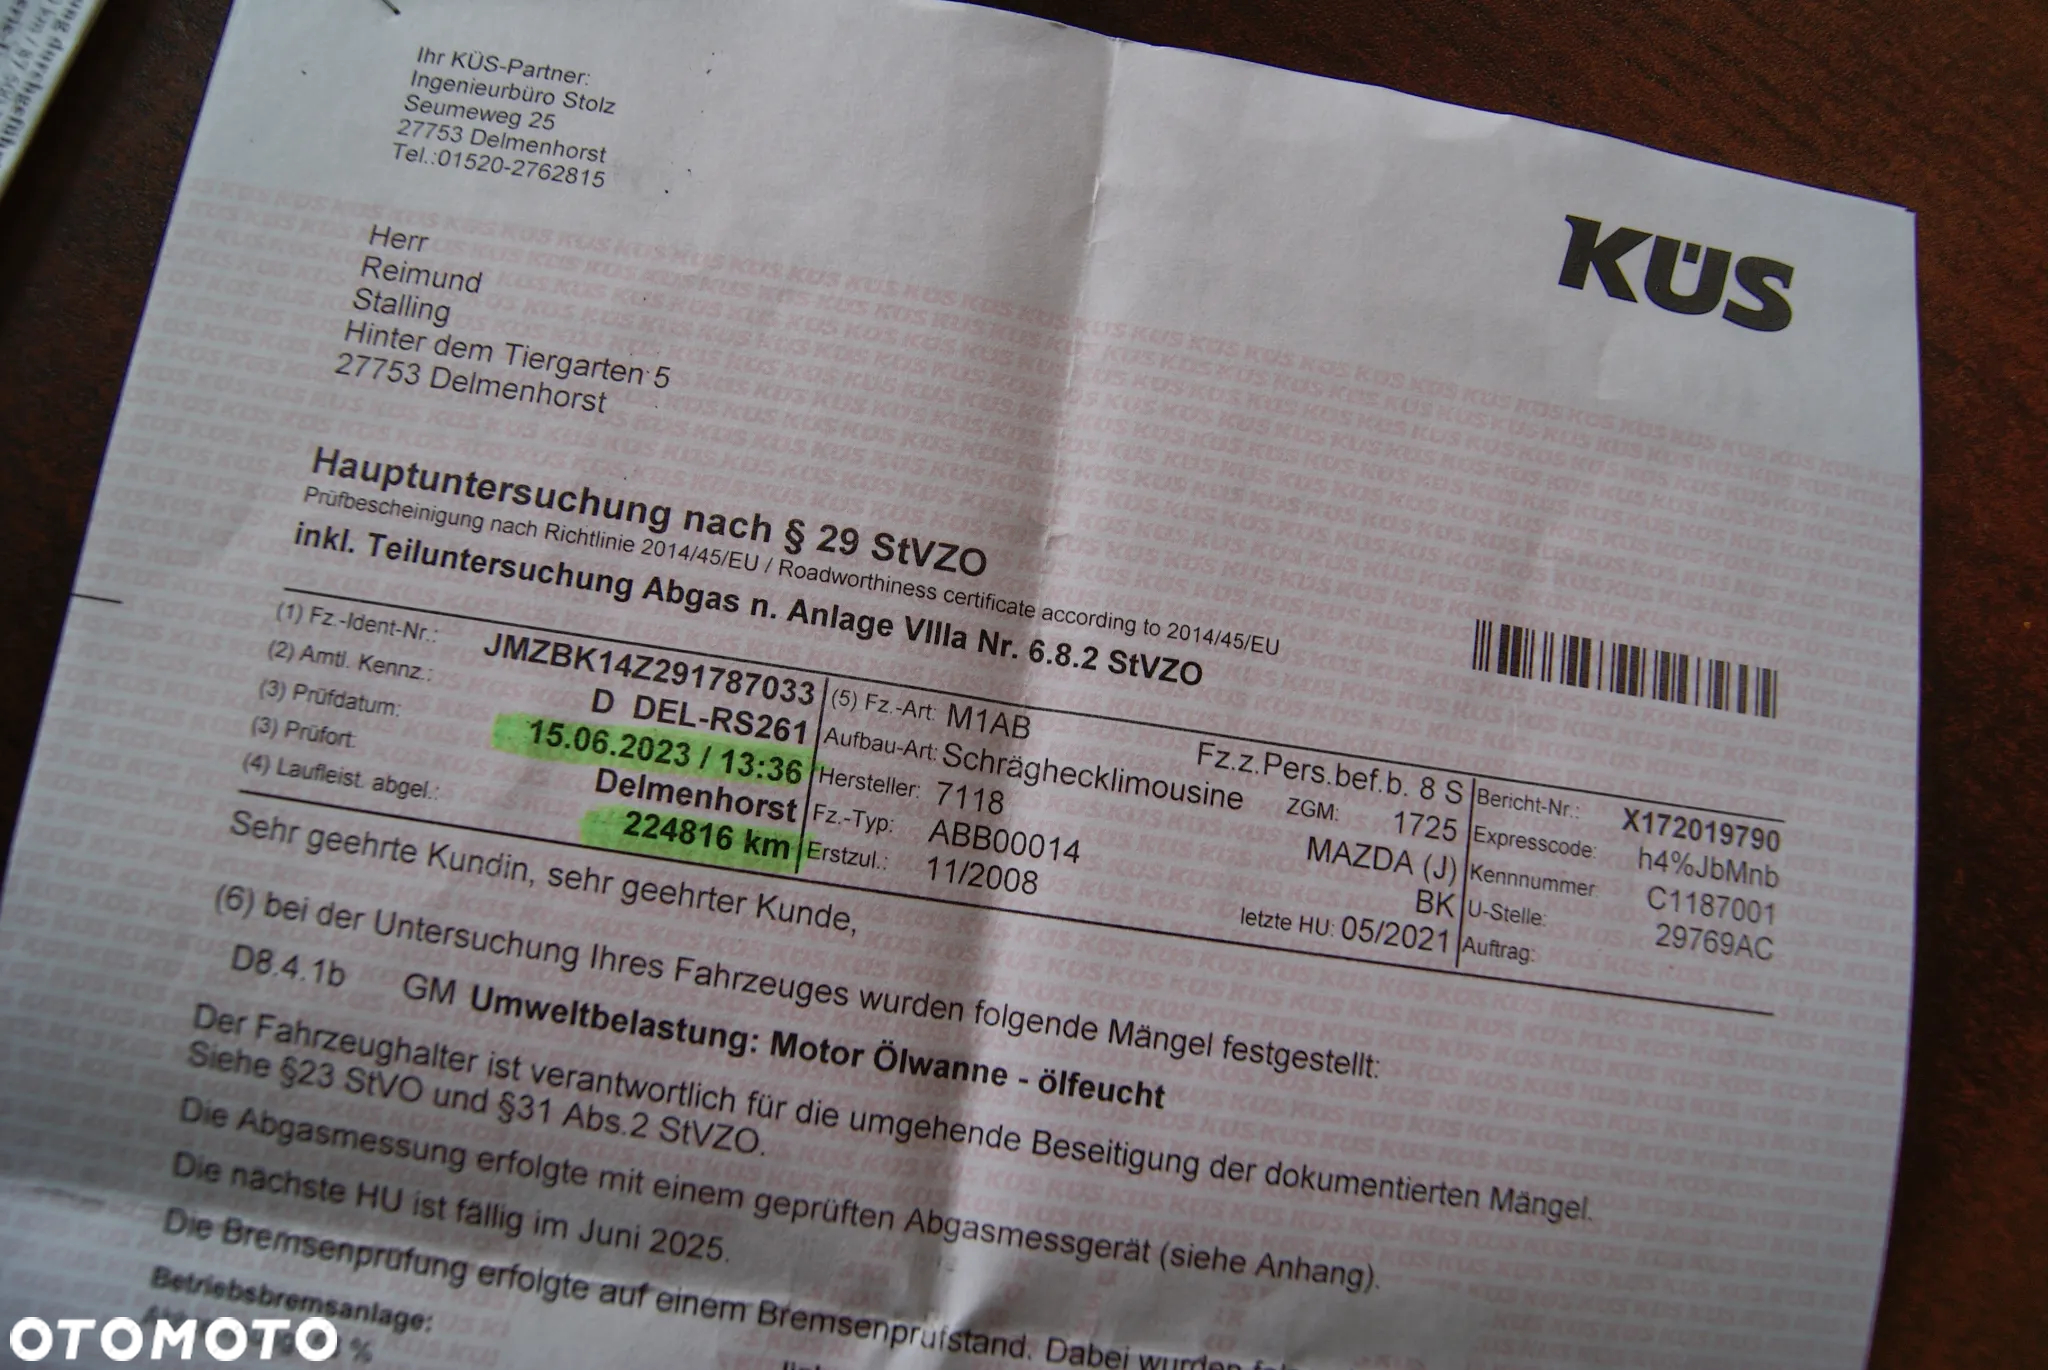 Ihr KÜS-Partner:
Ingenieurbüro Stolz
Seumeweg 25
27753 Delmenhorst
Tel.:01520-2762815
KÜS
Herr
Reimund
Stalling
Hinter dem Tiergarten 5
27753 Delmenhorst
Hauptuntersuchung nach § 29 StVZO
Prüfbescheinigung nach Richtlinie 2014/45/EU / Roadworthiness certificate according to 2014/45/EU
inkl. Teiluntersuchung Abgas n. Anlage VIIIa Nr. 6.8.2 StVZO
(1) Fz.-Ident-Nr.: JMZBK14Z291787033
(2) Amtl. Kennz.: D DEL-RS261
(3) Prüfdatum: 15.06.2023 / 13:36
(3) Prüfort: Delmenhorst
(4) Laufleist. abgel.: 224816 km
(5) Fz.-Art: M1AB Fz.z.Pers.bef.b. 8 S
Aufbau-Art: Schräghecklimousine ZGM: 1725
Hersteller: 7118 MAZDA (J)
Fz.-Typ: ABB00014 BK
Erstzul.: 11/2008 letzte HU: 05/2021
Bericht-Nr.: X172019790
Expresscode: h4%JbMnb
Kennnummer: C1187001
U-Stelle: 29769AC
Auftrag:
Sehr geehrte Kundin, sehr geehrter Kunde,
(6) bei der Untersuchung Ihres Fahrzeuges wurden folgende Mängel festgestellt:
D8.4.1b GM Umweltbelastung: Motor Ölwanne - ölfeucht
Der Fahrzeughalter ist verantwortlich für die umgehende Beseitigung der dokumentierten Mängel.
Siehe §23 StVO und §31 Abs.2 StVZO.
Die Abgasmessung erfolgte mit einem geprüften Abgasmessgerät (siehe Anhang).
Die nächste HU ist fällig im Juni 2025.
Die Bremsenprüfung erfolgte auf einem Bremsenprüfstand. Dabei wurden
Betriebsbremsanlage:
%
OTOMOTO